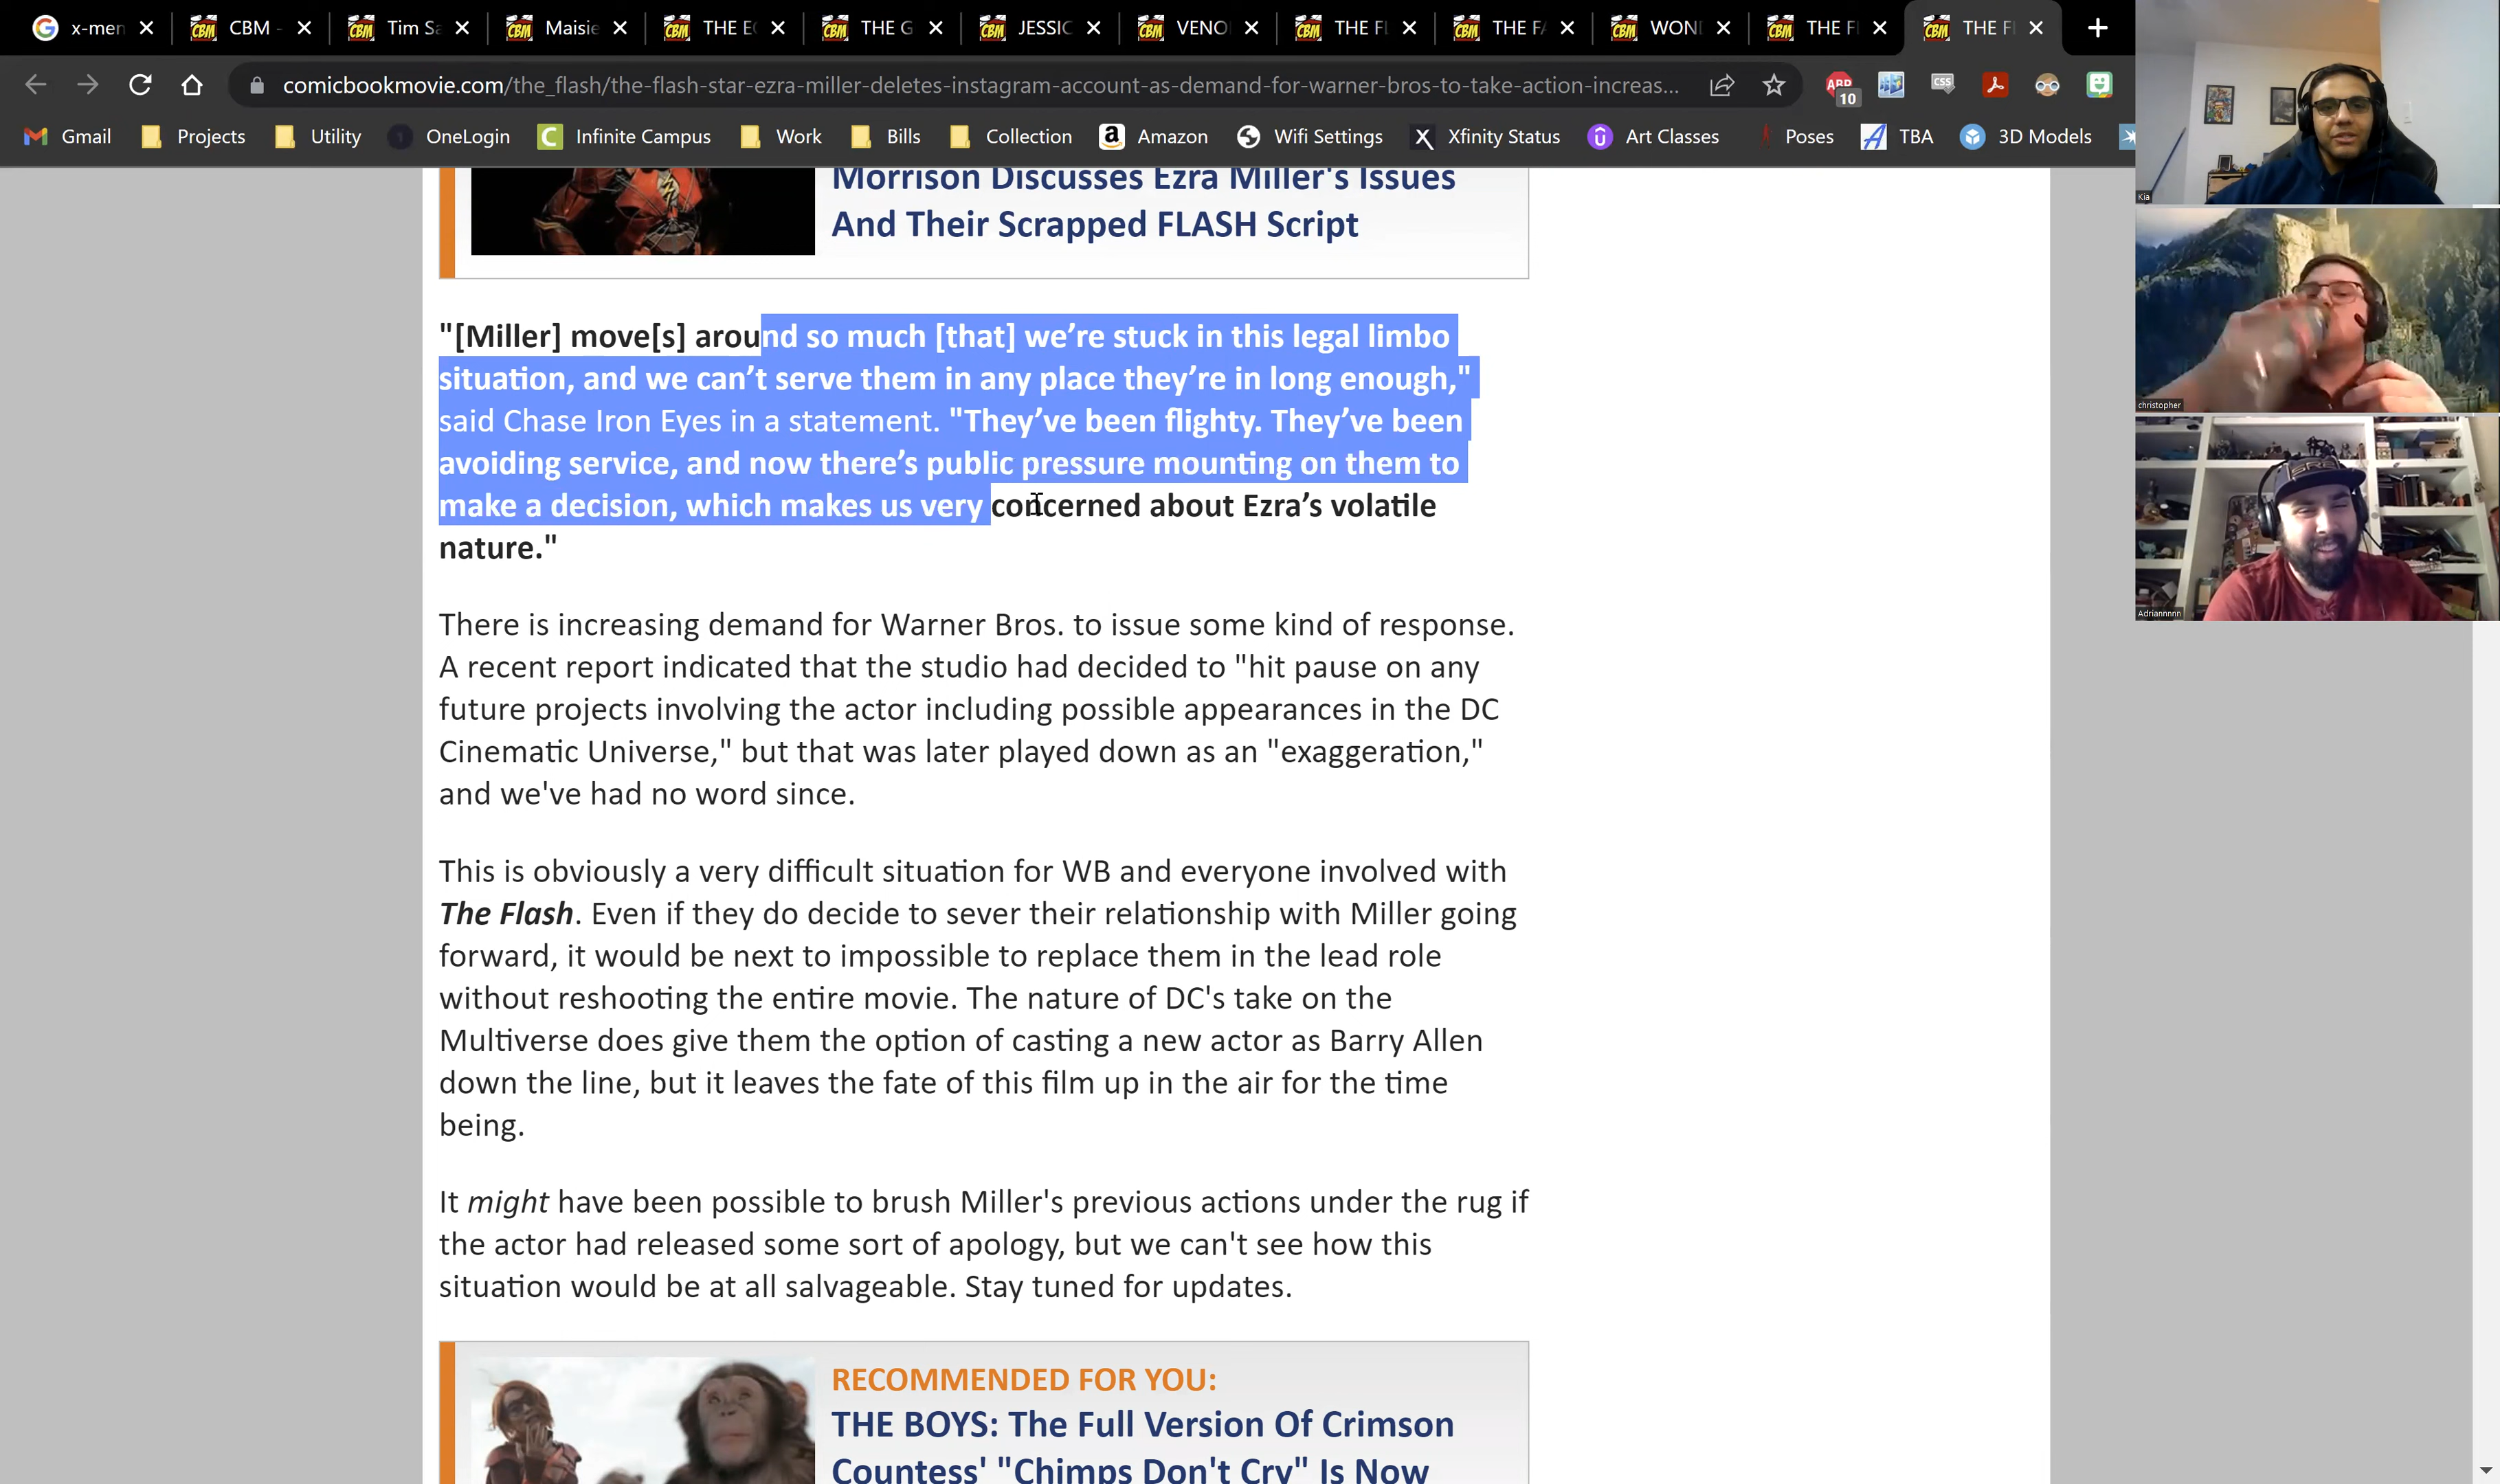 x-men
CBM -
Tim Sa
Maisie
THE EQ
THE G
JESSIC
VENO
THE FL
THE FA
WON
THE F
THE F
comicbookmovie.com/the_flash/the-flash-star-ezra-miller-deletes-instagram-account-as-demand-for-warner-bros-to-take-action-increas...
ABP
10
CSS
Gmail
Projects
Utility
OneLogin
Infinite Campus
Work
Bills
Collection
Amazon
Wifi Settings
Xfinity Status
Art Classes
Poses
TBA
3D Models
Kia
christopher
Adriannnnn
Morrison Discusses Ezra Miller's Issues
And Their Scrapped FLASH Script
"[Miller] move[s] around so much [that] we’re stuck in this legal limbo
situation, and we can’t serve them in any place they’re in long enough,"
said Chase Iron Eyes in a statement. "They’ve been flighty. They’ve been
avoiding service, and now there’s public pressure mounting on them to
make a decision, which makes us very concerned about Ezra’s volatile
nature."
There is increasing demand for Warner Bros. to issue some kind of response.
A recent report indicated that the studio had decided to "hit pause on any
future projects involving the actor including possible appearances in the DC
Cinematic Universe," but that was later played down as an "exaggeration,"
and we've had no word since.
This is obviously a very difficult situation for WB and everyone involved with
The Flash. Even if they do decide to sever their relationship with Miller going
forward, it would be next to impossible to replace them in the lead role
without reshooting the entire movie. The nature of DC's take on the
Multiverse does give them the option of casting a new actor as Barry Allen
down the line, but it leaves the fate of this film up in the air for the time
being.
It might have been possible to brush Miller's previous actions under the rug if
the actor had released some sort of apology, but we can't see how this
situation would be at all salvageable. Stay tuned for updates.
RECOMMENDED FOR YOU:
THE BOYS: The Full Version Of Crimson
Countess' "Chimps Don't Cry" Is Now